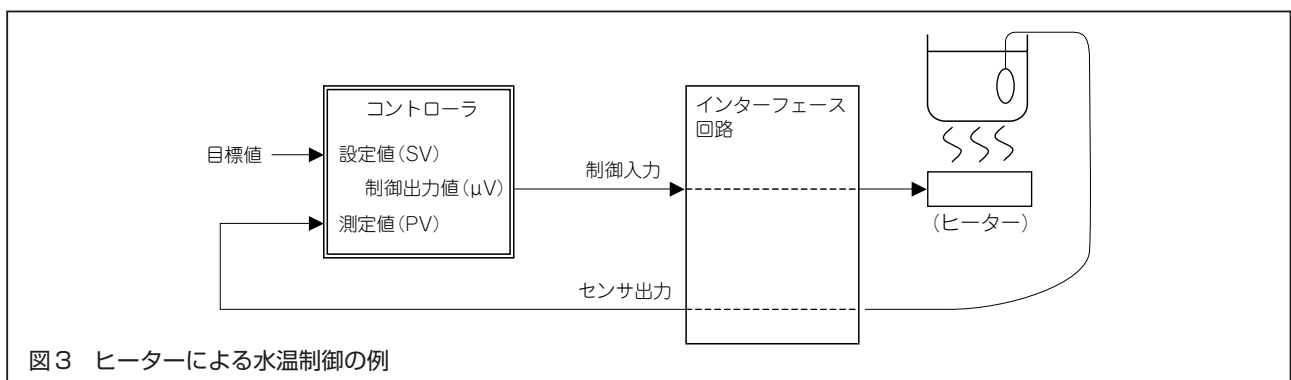 コントローラ
目標値
設定値(SV)
制御出力値(μV)
測定値(PV)
制御入力
センサ出力
インターフェース
回路
(ヒーター)
図3 ヒーターによる水温制御の例